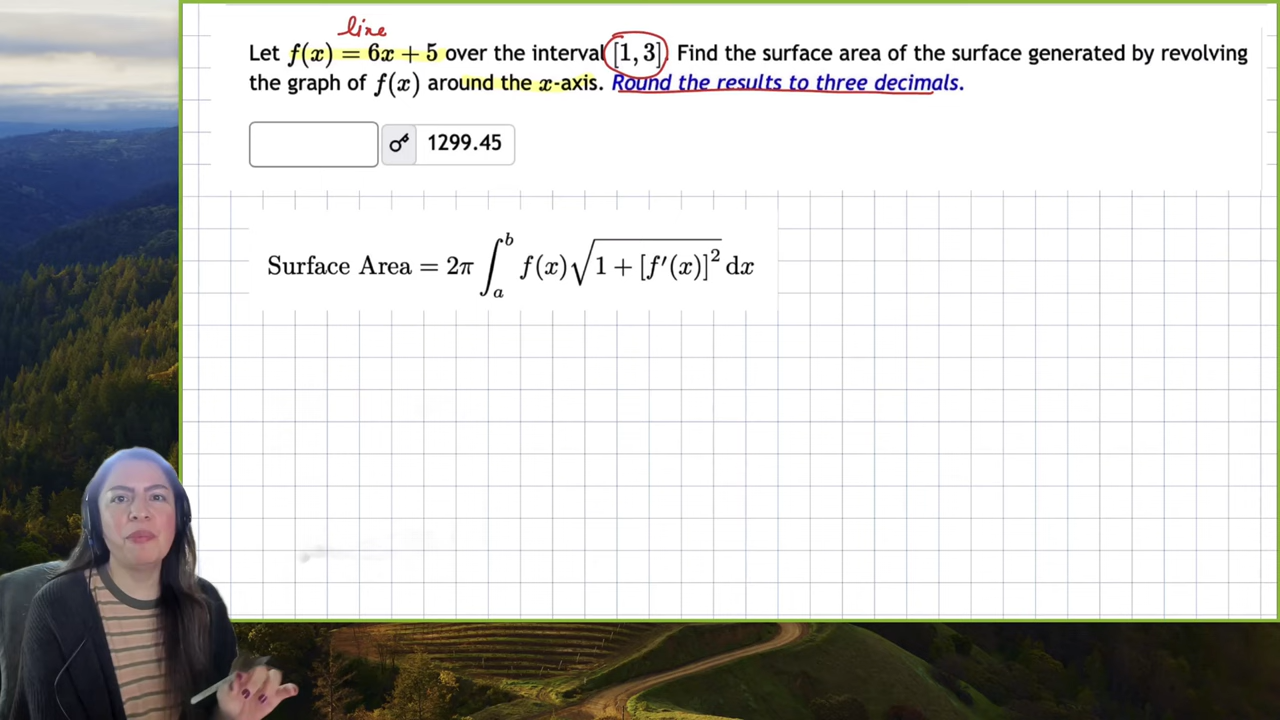 line
Let f(x) = 6x + 5 over the interval [1, 3]. Find the surface area of the surface generated by revolving
the graph of f(x) around the x-axis. Round the results to three decimals.
1299.45
Surface Area = 2π ∫_a^b f(x)√(1 + [f′(x)]²) dx